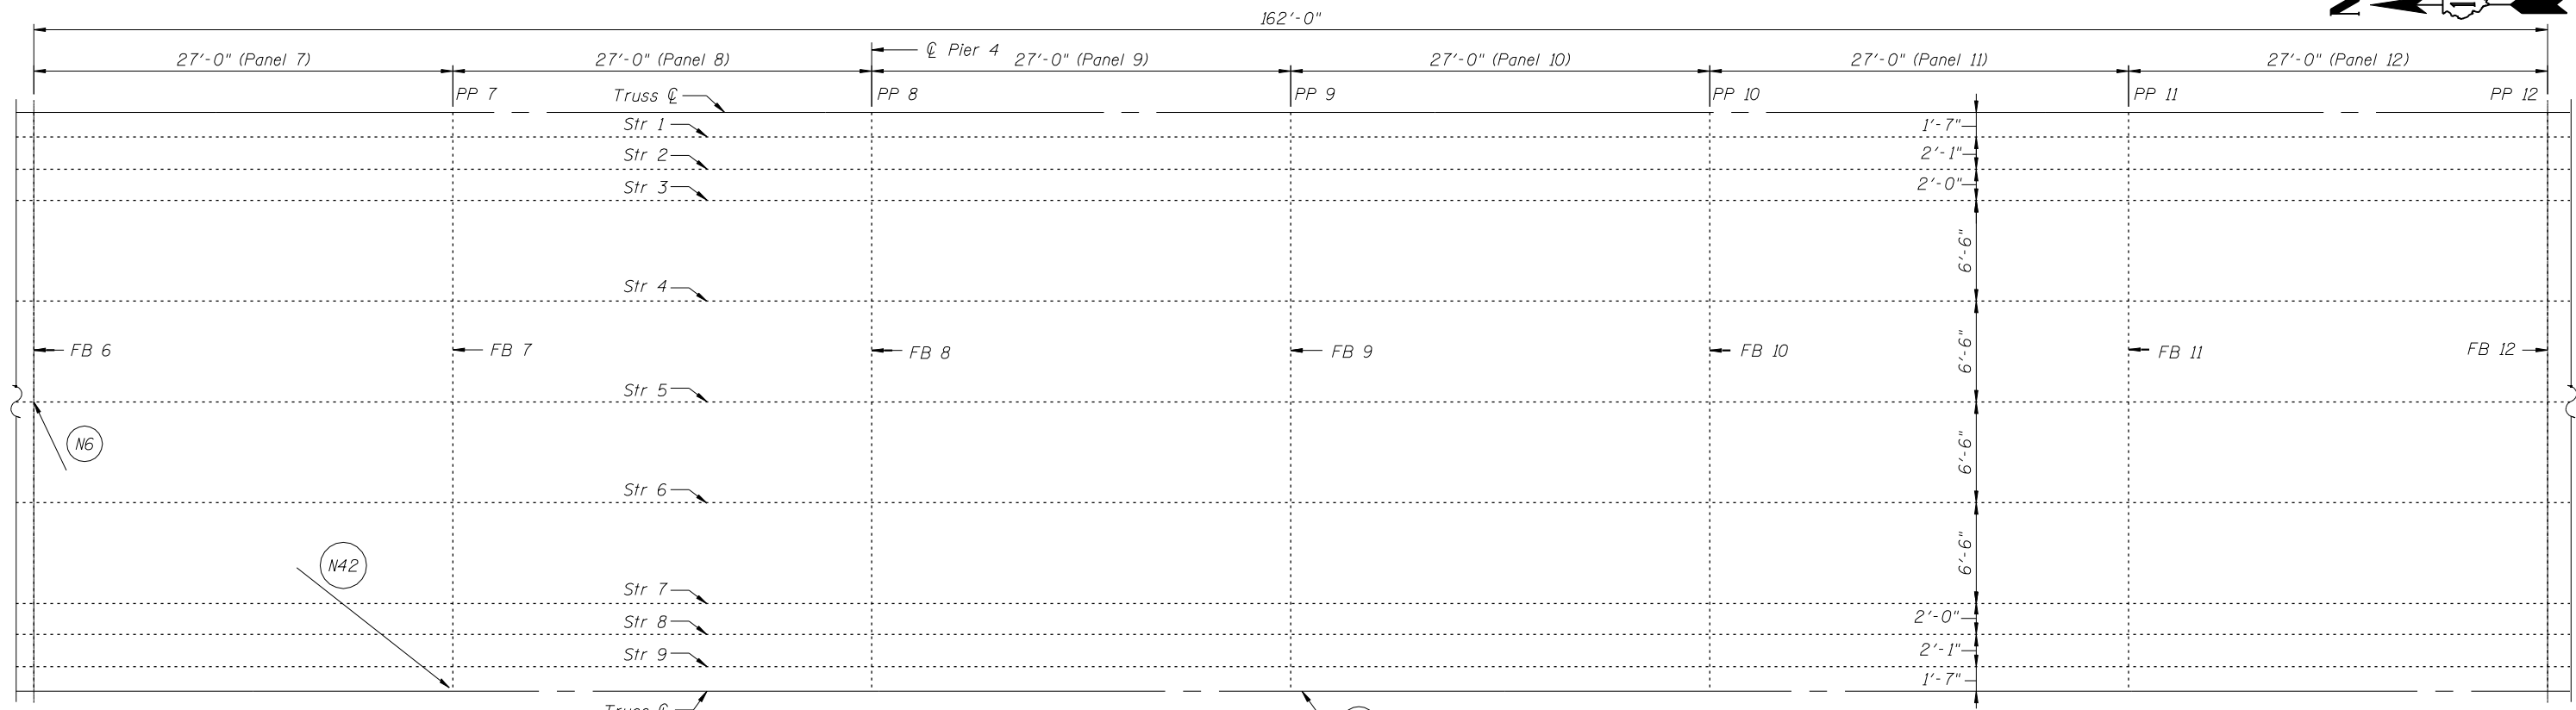 162'-0"
27'-0" (Panel 7) 27'-0" (Panel 8) ℄ Pier 4 27'-0" (Panel 9) 27'-0" (Panel 10) 27'-0" (Panel 11) 27'-0" (Panel 12)
PP 7 Truss ℄ PP 8 PP 9 PP 10 PP 11 PP 12
Str 1 1'-7"
Str 2 2'-1"
Str 3 2'-0"
6'-6"
Str 4
FB 6 FB 7 FB 8 FB 9 FB 10 6'-6" FB 11 FB 12
Str 5
N6 6'-6"
Str 6
N42 6'-6"
Str 7
Str 8 2'-0"
Str 9 2'-1"
1'-7"
Truss ℄